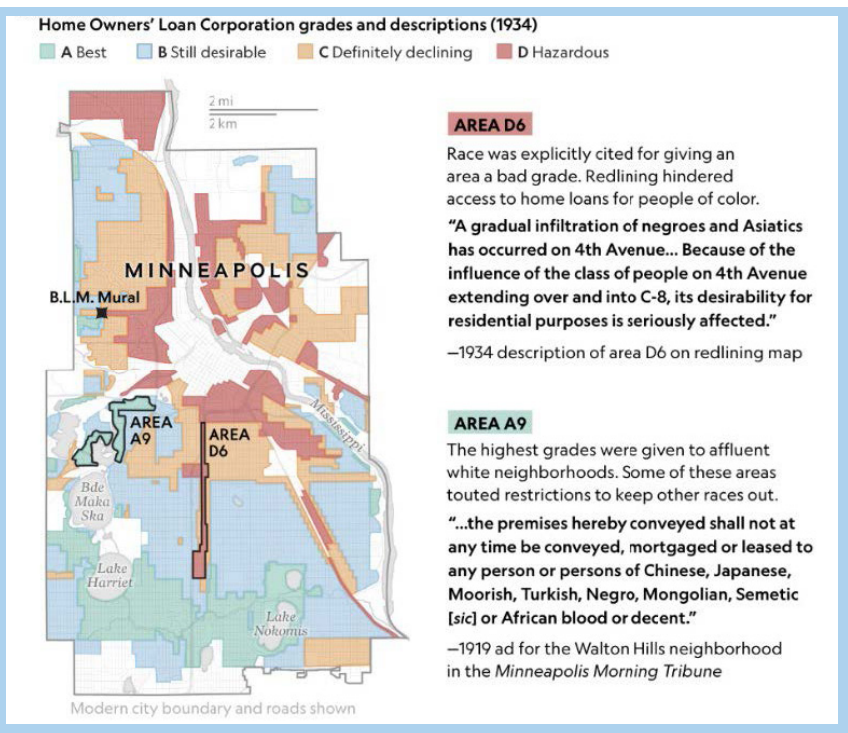 Home Owners’ Loan Corporation grades and descriptions (1934)
A Best
B Still desirable
C Definitely declining
D Hazardous
2 mi
2 km
MINNEAPOLIS
B.L.M. Mural
AREA
A9
AREA
D6
Mississippi
Bde
Maka
Ska
Lake
Harriet
Lake
Nokomis
Modern city boundary and roads shown
AREA D6
Race was explicitly cited for giving an
area a bad grade. Redlining hindered
access to home loans for people of color.
“A gradual infiltration of negroes and Asiatics
has occurred on 4th Avenue... Because of the
influence of the class of people on 4th Avenue
extending over and into C-8, its desirability for
residential purposes is seriously affected.”
—1934 description of area D6 on redlining map
AREA A9
The highest grades were given to affluent
white neighborhoods. Some of these areas
touted restrictions to keep other races out.
“...the premises hereby conveyed shall not at
any time be conveyed, mortgaged or leased to
any person or persons of Chinese, Japanese,
Moorish, Turkish, Negro, Mongolian, Semetic
[sic] or African blood or decent.”
—1919 ad for the Walton Hills neighborhood
in the Minneapolis Morning Tribune